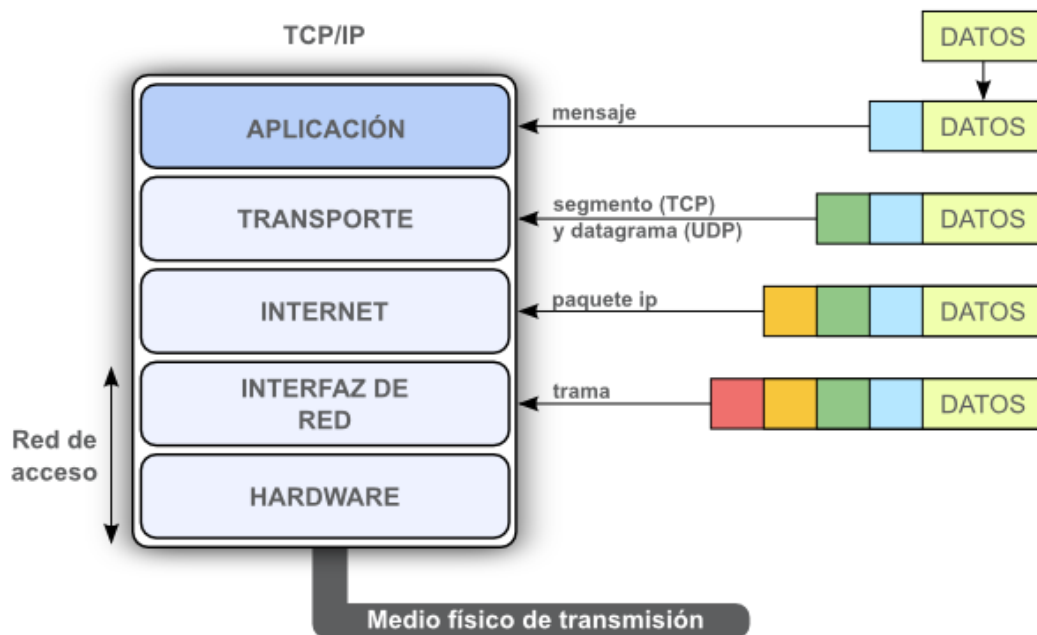 TCP/IP
DATOS
APLICACIÓN
mensaje
DATOS
TRANSPORTE
segmento (TCP)
y datagrama (UDP)
DATOS
INTERNET
paquete ip
DATOS
Red de
acceso
INTERFAZ DE
RED
trama
DATOS
HARDWARE
Medio físico de transmisión